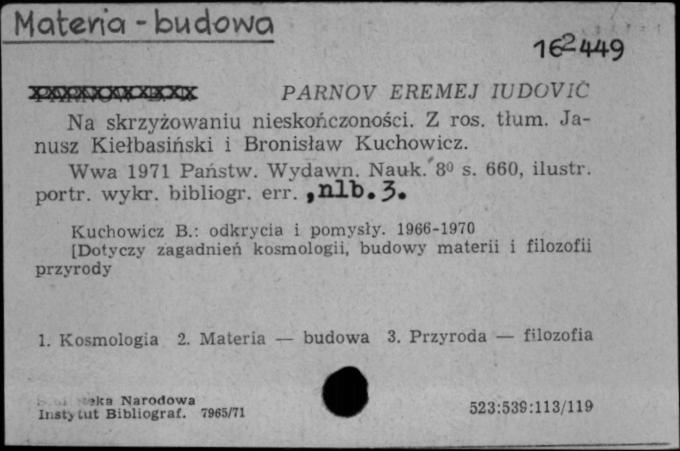 Materia - budowa
162449
PARNOV EREMEJ IUDOVIČ
Na skrzyżowaniu nieskończoności. Z ros. tłum. Ja-
nusz Kiełbasiński i Bronisław Kuchowicz.
Wwa 1971 Państw. Wydawn. Nauk. 8⁰ s. 660, ilustr.
portr. wykr. bibliogr. err. ,nlb.3.
Kuchowicz B.: odkrycia i pomysły. 1966-1970
[Dotyczy zagadnień kosmologii, budowy materii i filozofii
przyrody
1. Kosmologia 2. Materia — budowa 3. Przyroda — filozofia
Narodowa
Instytut Bibliograf. 7965/71
523:539:113/119